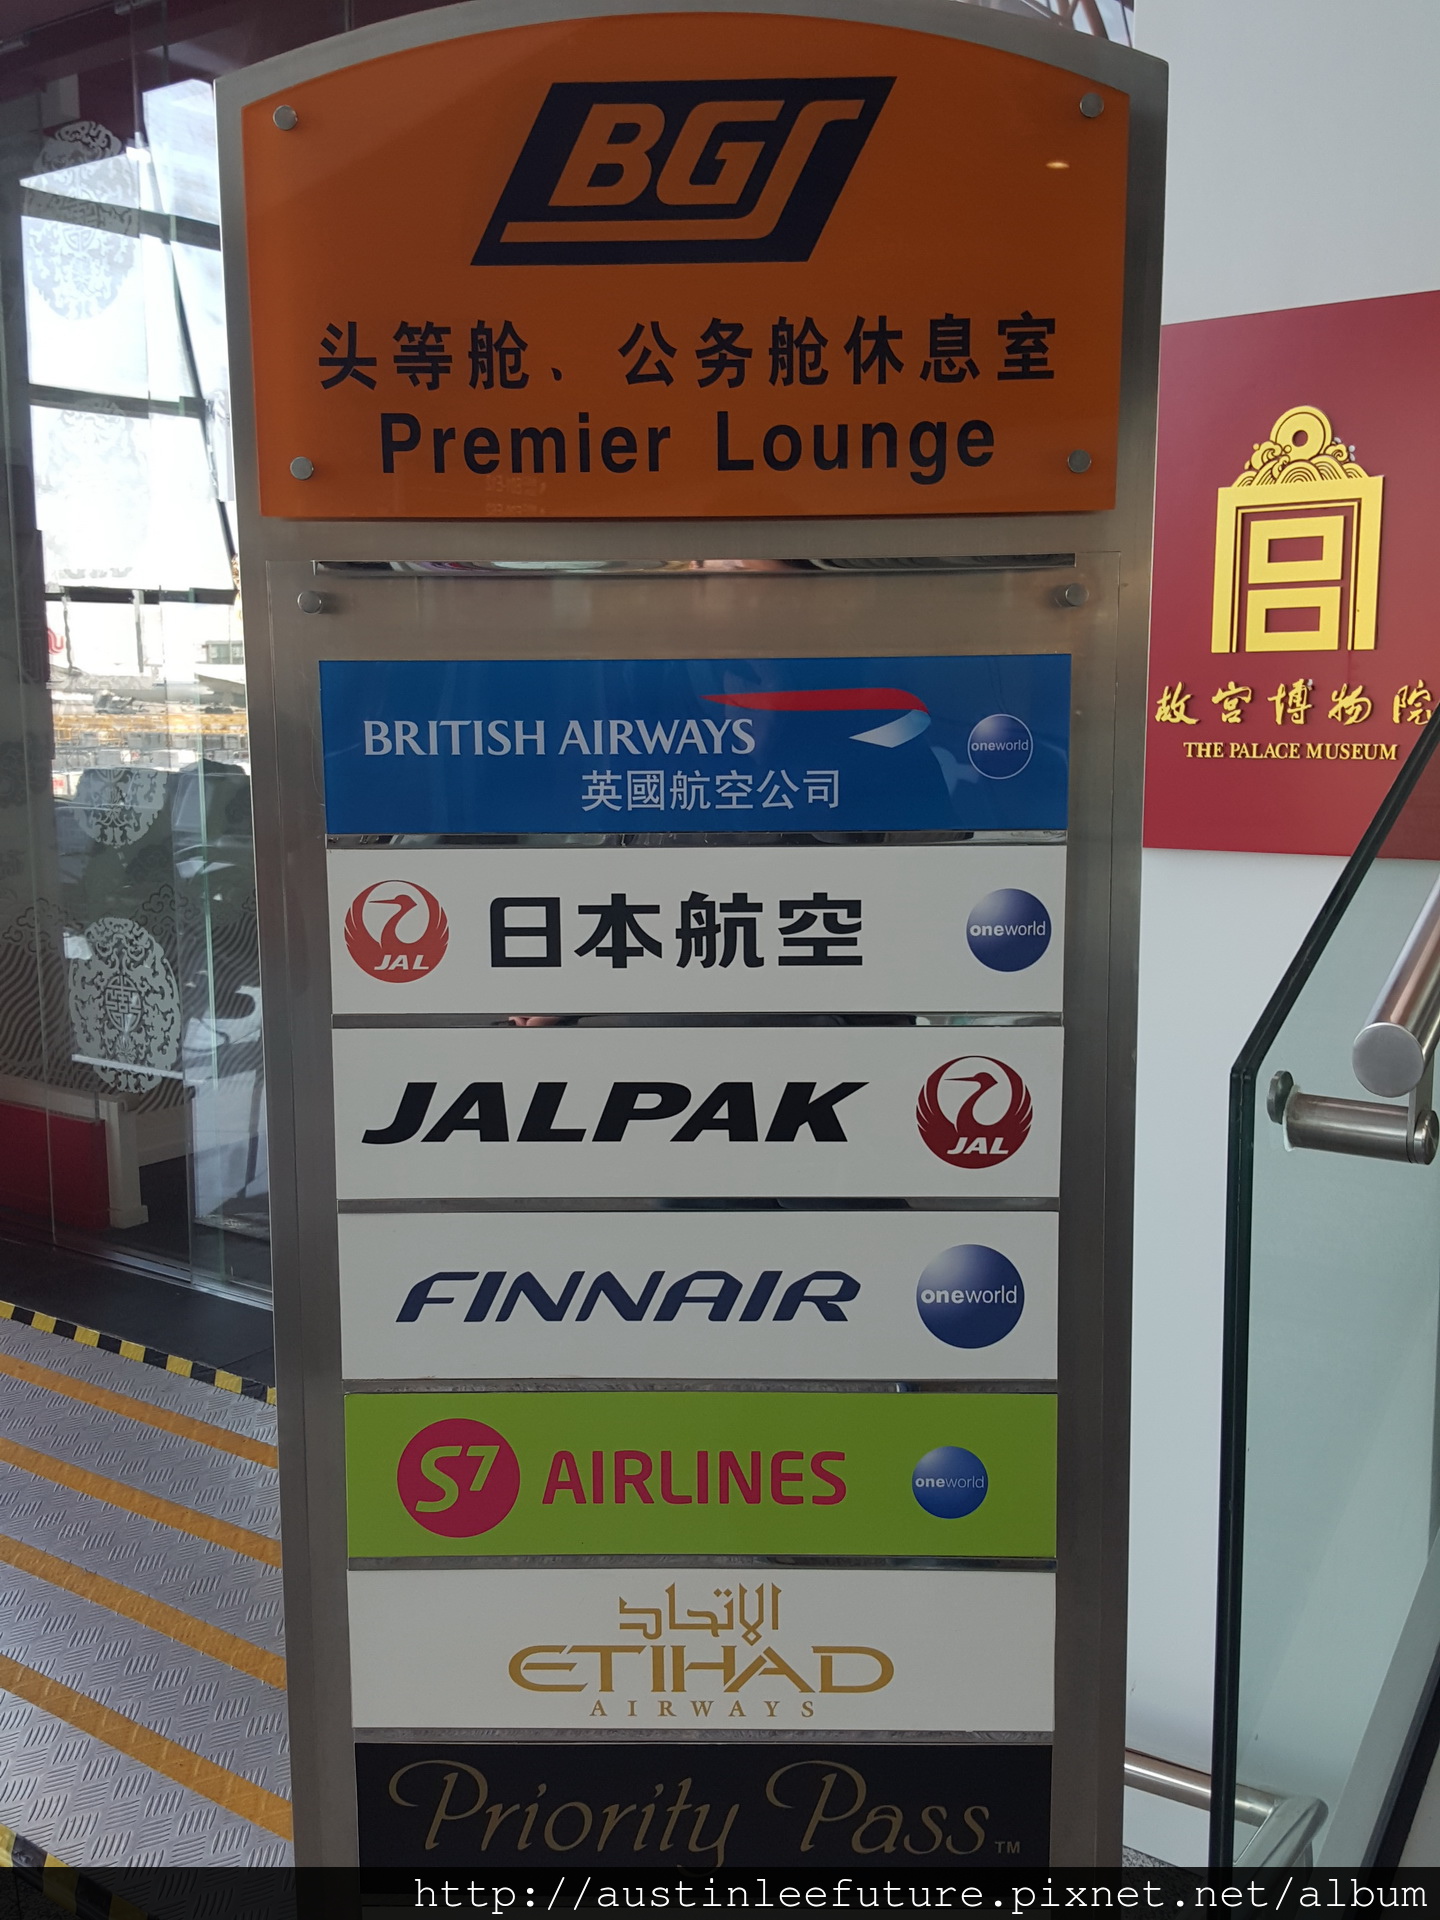 BGS
头等舱、公务舱休息室
Premier Lounge
BRITISH AIRWAYS
英國航空公司
oneworld
JAL
日本航空
oneworld
JALPAK
JAL
FINNAIR
oneworld
S7 AIRLINES
oneworld
الإتحاد
ETIHAD
AIRWAYS
Priority Pass™
故宫博物院
THE PALACE MUSEUM
http://austinleefuture.pixnet.net/album